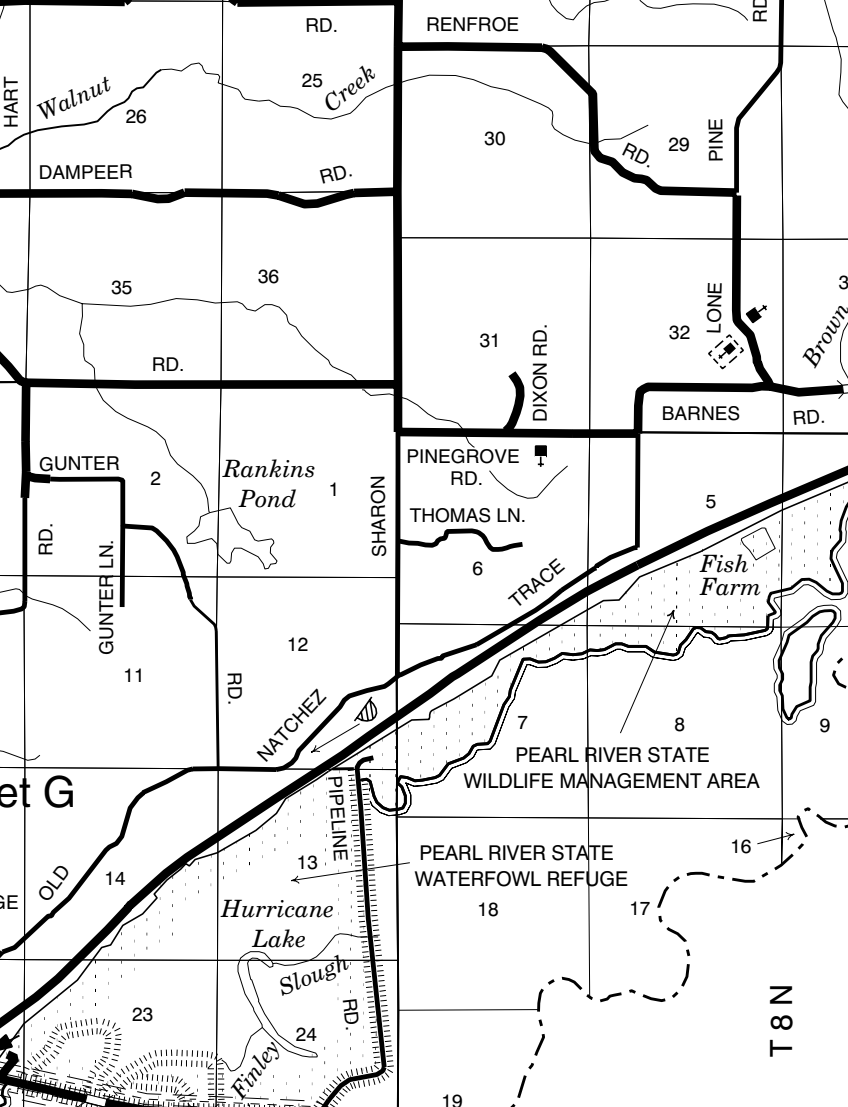 RENFROE
RD.
RD.
HART
Walnut
25
Creek
26
30
29
PINE
RD.
DAMPEER
RD.
35
36
31
DIXON RD.
32
LONE
3
Brown
RD.
BARNES
RD.
GUNTER
2
Rankins
Pond
1
SHARON
PINEGROVE
RD.
THOMAS LN.
5
6
RD.
GUNTER LN.
TRACE
Fish
Farm
12
11
RD.
NATCHEZ
7
8
9
PEARL RIVER STATE
WILDLIFE MANAGEMENT AREA
et G
PIPELINE
16
13
PEARL RIVER STATE
WATERFOWL REFUGE
OLD
14
GE
18
17
Hurricane
Lake
Slough
RD.
T 8 N
23
24
Finley
19